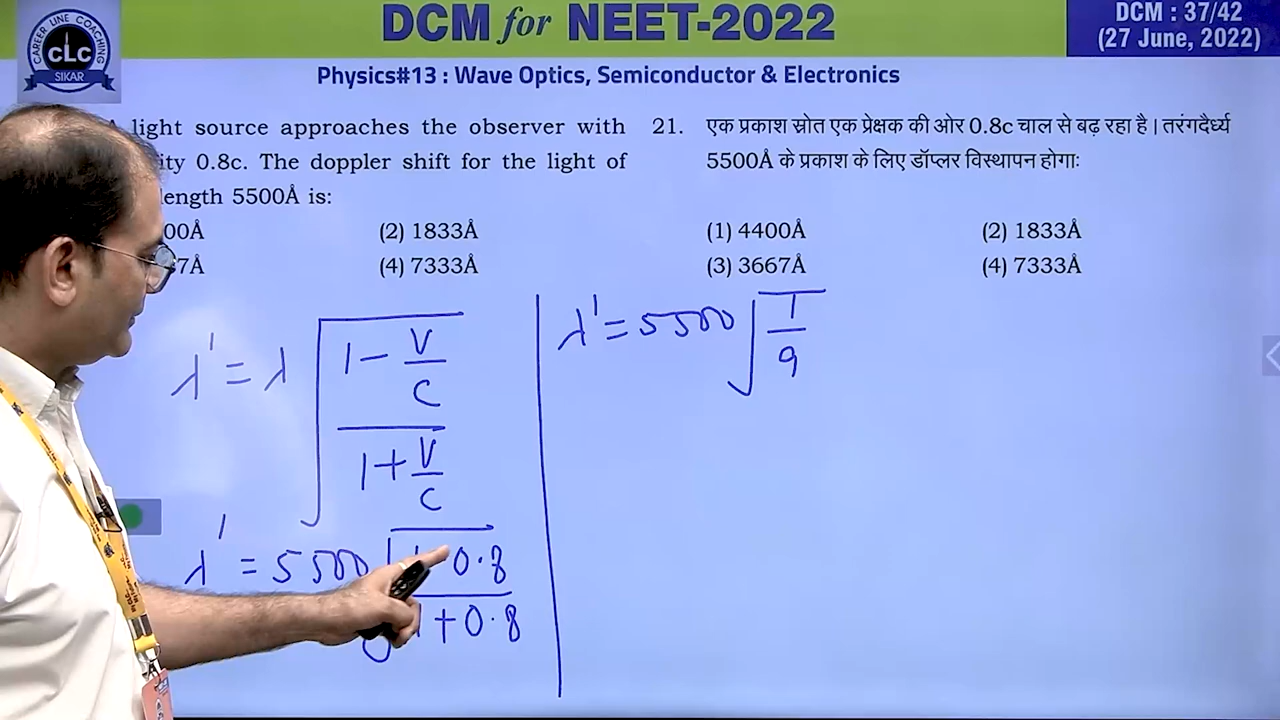 DCM for NEET-2022
DCM : 37/42
(27 June, 2022)
CAREER LINE COACHING
CLC
SIKAR
Physics#13 : Wave Optics, Semiconductor & Electronics
A light source approaches the observer with
0.8c. The doppler shift for the light of
5500Å is:
(2) 1833Å
(4) 7333Å
21. एक प्रकाश स्रोत एक प्रेक्षक की ओर 0.8c चाल से बढ़ रहा है। तरंगदैर्ध्य
5500Å के प्रकाश के लिए डॉप्लर विस्थापन होगाः
(1) 4400Å (2) 1833Å
(3) 3667Å (4) 7333Å
λ' = λ √((1 - V/C)/(1 + V/C))
λ' = 5500 0.8
1 + 0.8
λ' = 5500 √(1/9)